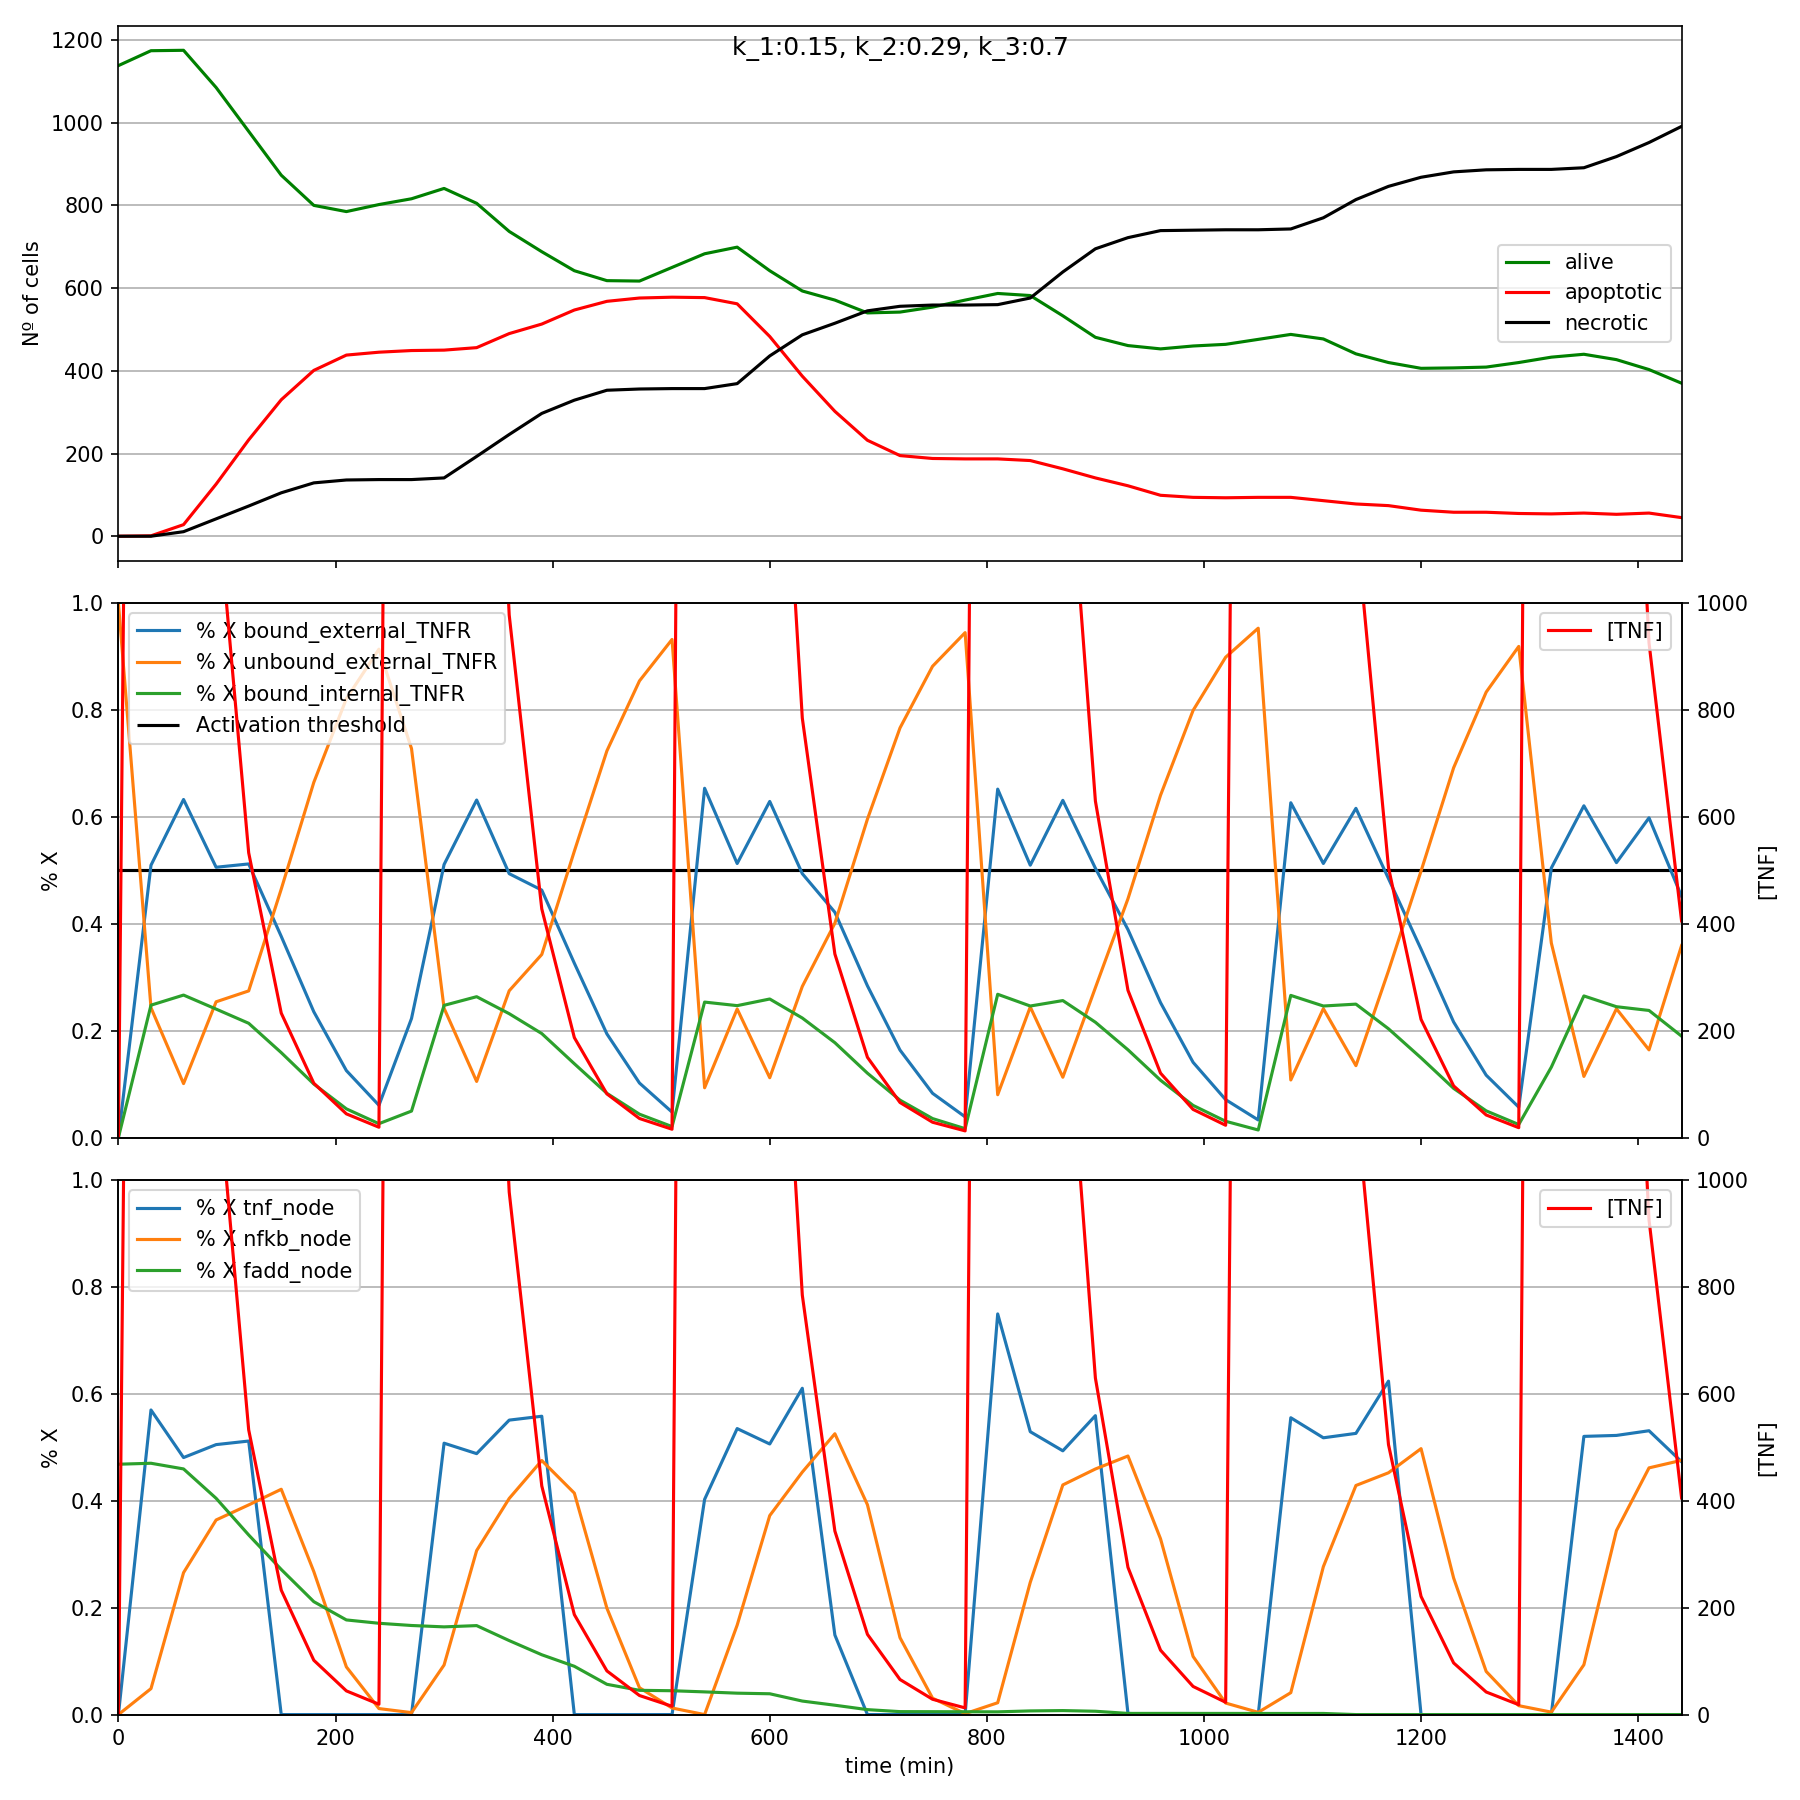 k_1:0.15, k_2:0.29, k_3:0.7
1200
1000
800
600
400
200
0
Nº of cells
alive
apoptotic
necrotic
1.0
0.8
0.6
0.4
0.2
0.0
% X
% X bound_external_TNFR
% X unbound_external_TNFR
% X bound_internal_TNFR
Activation threshold
[TNF]
1000
800
600
400
200
0
[TNF]
1.0
0.8
0.6
0.4
0.2
0.0
% X
% X tnf_node
% X nfkb_node
% X fadd_node
[TNF]
1000
800
600
400
200
0
[TNF]
0 200 400 600 800 1000 1200 1400
time (min)